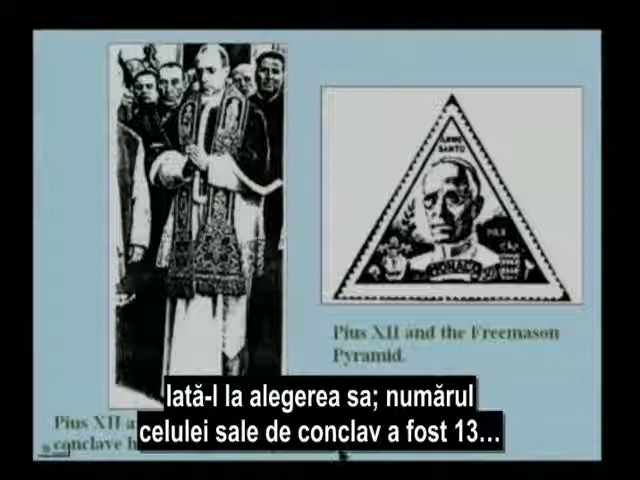 ANNO
SANTO
MONACO
Pius XII and the Freemason
Pyramid.
Pius XII
conclave
Iată-l la alegerea sa; numărul
celulei sale de conclav a fost 13...